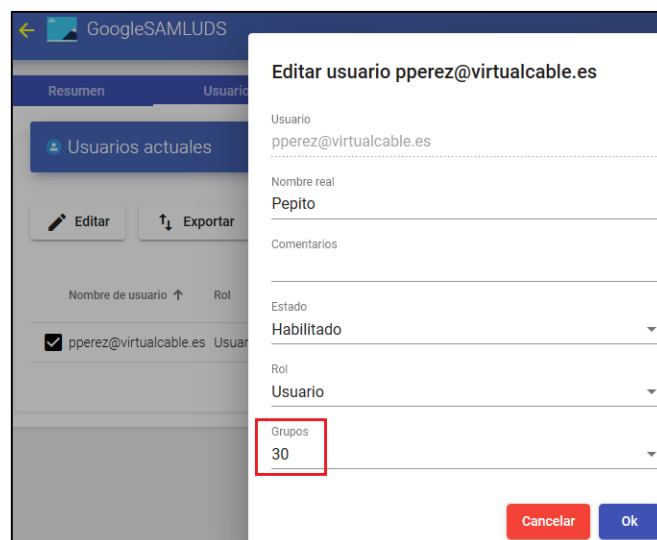 GoogleSAMLUDS
Resumen
Usuario
Usuarios actuales
Editar
Exportar
Nombre de usuario
Rol
pperez@virtualcable.es
Usuar
Editar usuario pperez@virtualcable.es
Usuario
pperez@virtualcable.es
Nombre real
Pepito
Comentarios
Estado
Habilitado
Rol
Usuario
Grupos
30
Cancelar
Ok